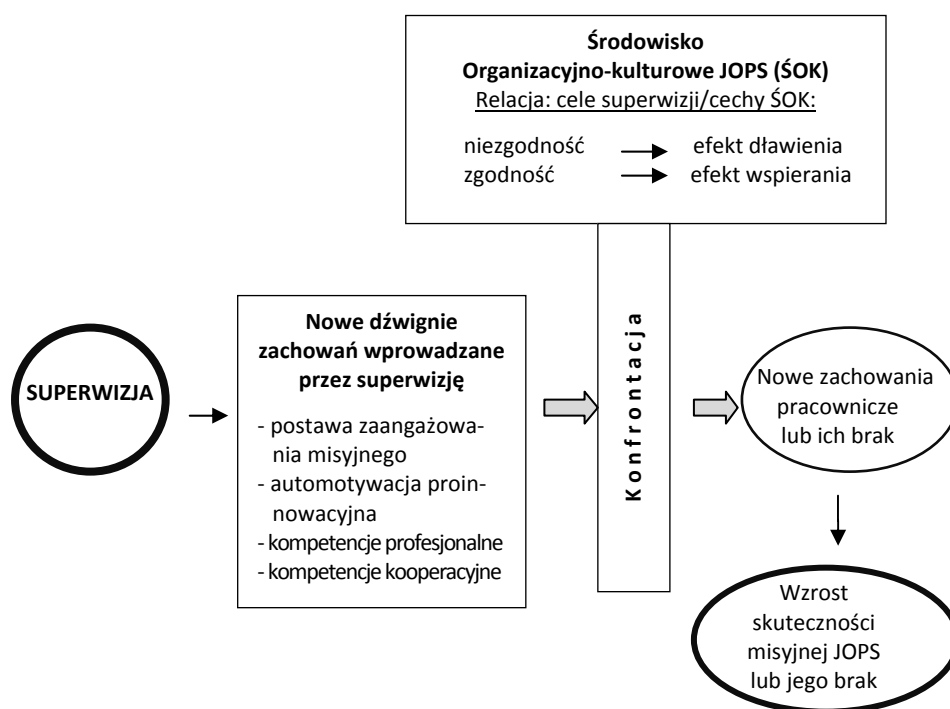 Środowisko
Organizacyjno-kulturowe JOPS (ŚOK)
Relacja: cele superwizji/cechy ŚOK:
niezgodność efekt dławienia
zgodność efekt wspierania
SUPERWIZJA
Nowe dźwignie
zachowań wprowadzane
przez superwizję
- postawa zaangażowa-
nia misyjnego
- automotywacja proin-
nowacyjna
- kompetencje profesjonalne
- kompetencje kooperacyjne
Konfrontacja
Nowe zachowania
pracownicze
lub ich brak
Wzrost
skuteczności
misyjnej JOPS
lub jego brak